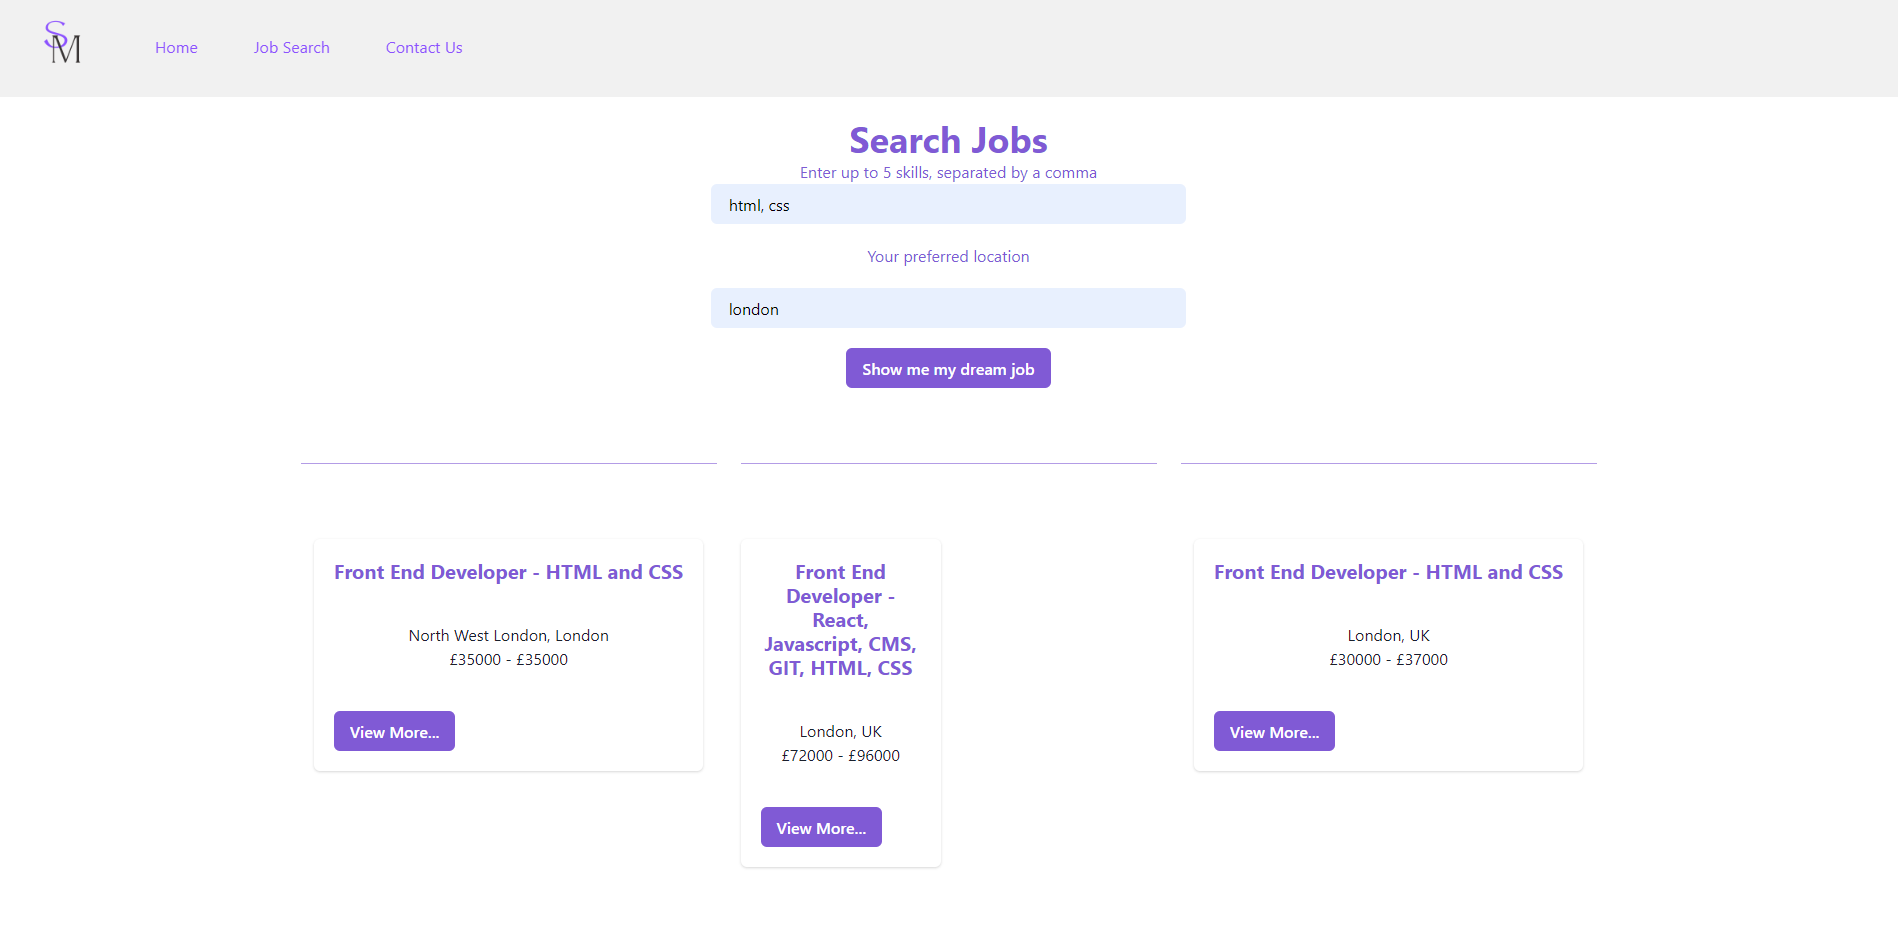 SM
Home
Job Search
Contact Us
Search Jobs
Enter up to 5 skills, separated by a comma
html, css
Your preferred location
london
Show me my dream job
Front End Developer - HTML and CSS
North West London, London
£35000 - £35000
View More...
Front End
Developer -
React,
Javascript, CMS,
GIT, HTML, CSS
London, UK
£72000 - £96000
View More...
Front End Developer - HTML and CSS
London, UK
£30000 - £37000
View More...